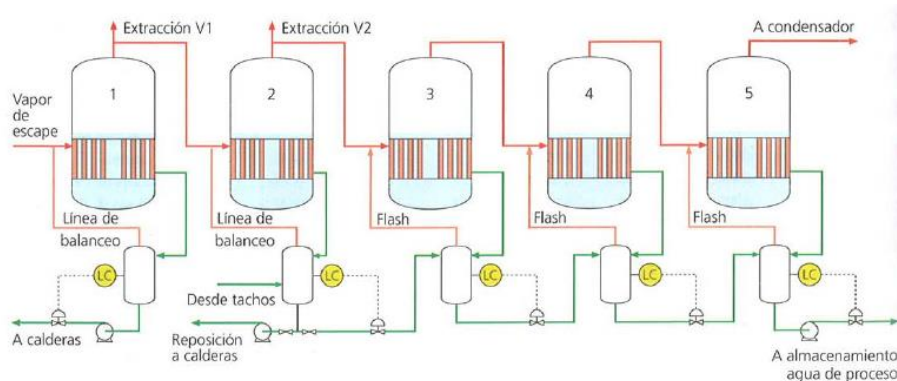 Extracción V1
Extracción V2
A condensador
1
2
3
4
5
Vapor
de
escape
Línea de
balanceo
Línea de
balanceo
Flash
Flash
Flash
LC
LC
LC
LC
LC
Desde tachos
A calderas
Reposición
a calderas
A almacenamiento
agua de proceso